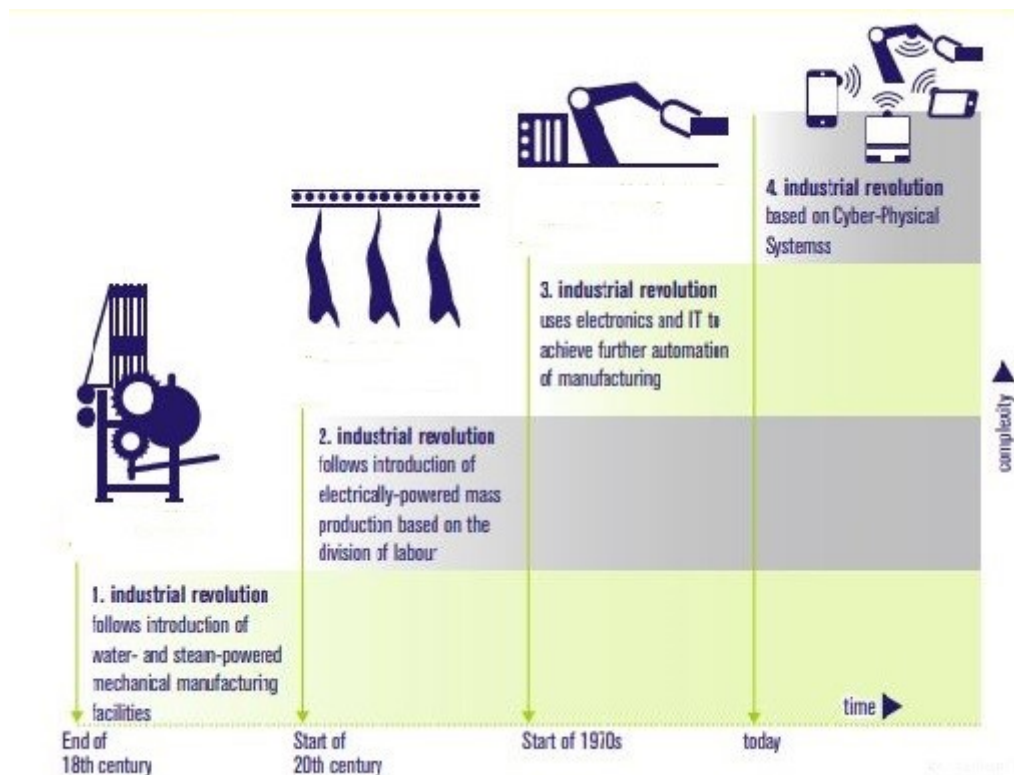 4. industrial revolution
based on Cyber-Physical
Systemss
3. industrial revolution
uses electronics and IT to
achieve further automation
of manufacturing
2. industrial revolution
follows introduction of
electrically-powered mass
production based on the
division of labour
1. industrial revolution
follows introduction of
water- and steam-powered
mechanical manufacturing
facilities
complexity
time
End of
18th century
Start of
20th century
Start of 1970s
today